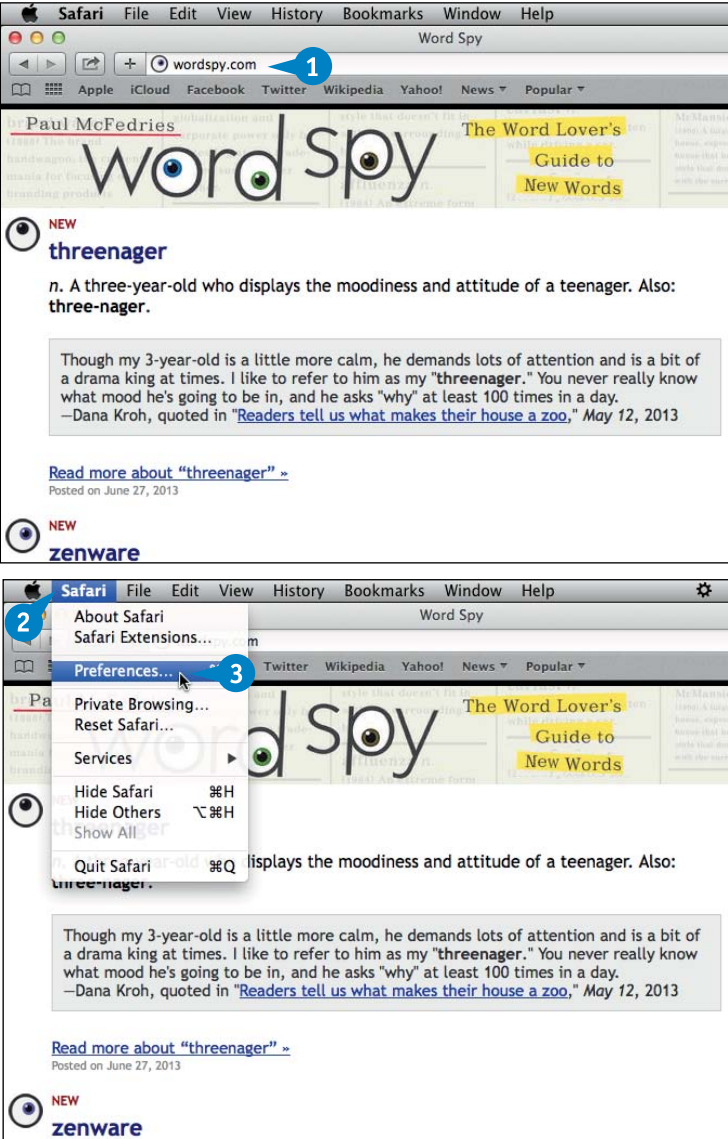 Safari File Edit View History Bookmarks Window Help
Word Spy
wordspy.com
1
Apple iCloud Facebook Twitter Wikipedia Yahoo! News Popular
Paul McFedries
word spy
The Word Lover's
Guide to
New Words
NEW
threenager
n. A three-year-old who displays the moodiness and attitude of a teenager. Also:
three-nager.
Though my 3-year-old is a little more calm, he demands lots of attention and is a bit of
a drama king at times. I like to refer to him as my "threenager." You never really know
what mood he's going to be in, and he asks "why" at least 100 times in a day.
—Dana Kroh, quoted in "Readers tell us what makes their house a zoo," May 12, 2013
Read more about “threenager” »
Posted on June 27, 2013
NEW
zenware
Safari File Edit View History Bookmarks Window Help
2
Word Spy
About Safari
Safari Extensions...
Preferences...
3
Twitter Wikipedia Yahoo! News Popular
Private Browsing...
Reset Safari...
Services
Hide Safari ⌘H
Hide Others ⌥⌘H
Show All
Quit Safari ⌘Q
Pa
d spy
The Word Lover's
Guide to
New Words
displays the moodiness and attitude of a teenager. Also:
three-nager.
Though my 3-year-old is a little more calm, he demands lots of attention and is a bit of
a drama king at times. I like to refer to him as my "threenager." You never really know
what mood he's going to be in, and he asks "why" at least 100 times in a day.
—Dana Kroh, quoted in "Readers tell us what makes their house a zoo," May 12, 2013
Read more about “threenager” »
Posted on June 27, 2013
NEW
zenware